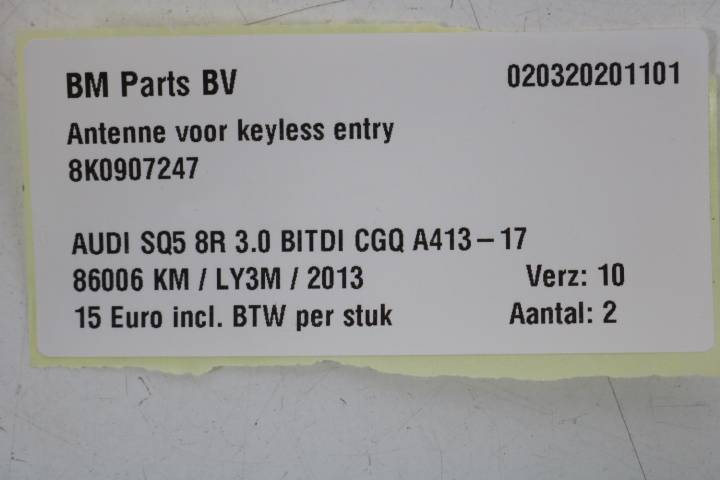 BM Parts BV 020320201101
Antenne voor keyless entry
8K0907247
AUDI SQ5 8R 3.0 BITDI CGQ A413-17
86006 KM / LY3M / 2013 Verz: 10
15 Euro incl. BTW per stuk Aantal: 2